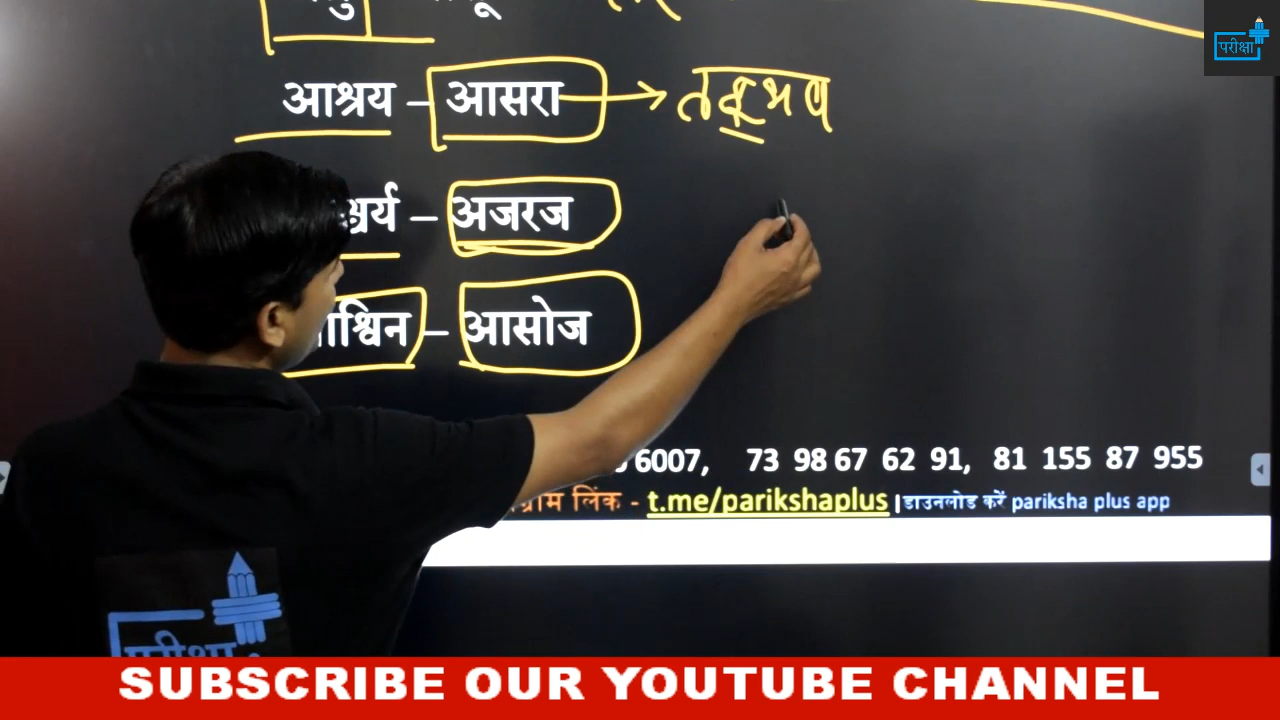 परीक्षा
आश्रय – आसरा → तद्भव
– अजरज
– आसोज
6007, 73 98 67 62 91, 81 155 87 955
लिंक - t.me/parikshaplus | डाउनलोड करें pariksha plus app
परीक्षा
SUBSCRIBE OUR YOUTUBE CHANNEL